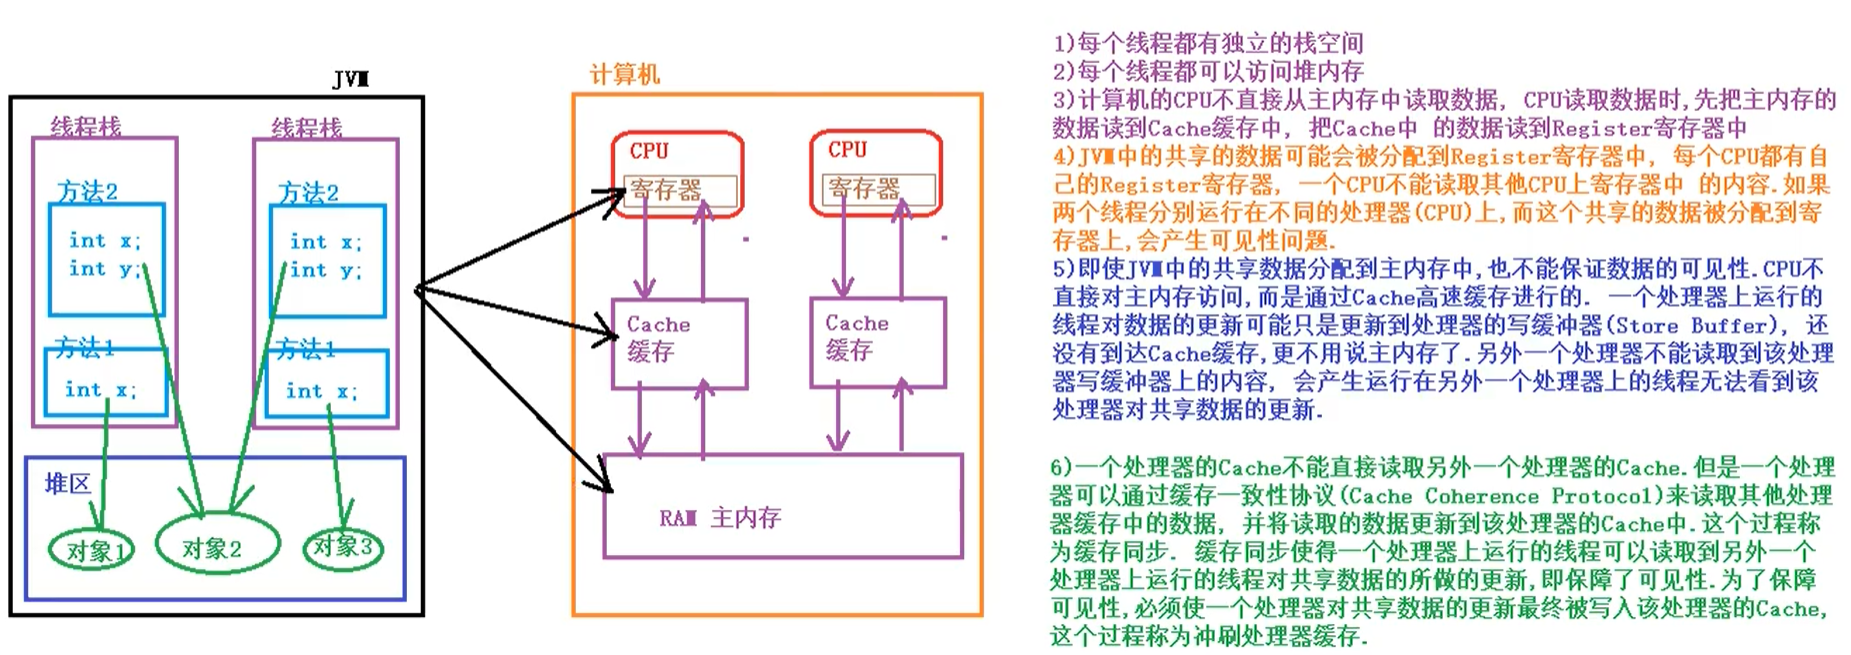 JVM
线程栈
线程栈
方法2
int x;
int y;
方法2
int x;
int y;
方法1
int x;
方法1
int x;
堆区
对象1
对象2
对象3
计算机
CPU
寄存器
CPU
寄存器
Cache
缓存
Cache
缓存
RAM 主内存
1)每个线程都有独立的栈空间
2)每个线程都可以访问堆内存
3)计算机的CPU不直接从主内存中读取数据, CPU读取数据时,先把主内存的
数据读到Cache缓存中, 把Cache中 的数据读到Register寄存器中
4)JVM中的共享的数据可能会被分配到Register寄存器中, 每个CPU都有自
己的Register寄存器, 一个CPU不能读取其他CPU上寄存器中 的内容.如果
两个线程分别运行在不同的处理器(CPU)上,而这个共享的数据被分配到寄
存器上,会产生可见性问题.
5)即使JVM中的共享数据分配到主内存中,也不能保证数据的可见性.CPU不
直接对主内存访问,而是通过Cache高速缓存进行的. 一个处理器上运行的
线程对数据的更新可能只是更新到处理器的写缓冲器(Store Buffer), 还
没有到达Cache缓存,更不用说主内存了.另外一个处理器不能读取到该处理
器写缓冲器上的内容, 会产生运行在另外一个处理器上的线程无法看到该
处理器对共享数据的更新.
6)一个处理器的Cache不能直接读取另外一个处理器的Cache.但是一个处理
器可以通过缓存一致性协议(Cache Coherence Protocol)来读取其他处理
器缓存中的数据, 并将读取的数据更新到该处理器的Cache中.这个过程称
为缓存同步. 缓存同步使得一个处理器上运行的线程可以读取到另外一个
处理器上运行的线程对共享数据的所做的更新,即保障了可见性.为了保障
可见性,必须使一个处理器对共享数据的更新最终被写入该处理器的Cache,
这个过程称为冲刷处理器缓存.